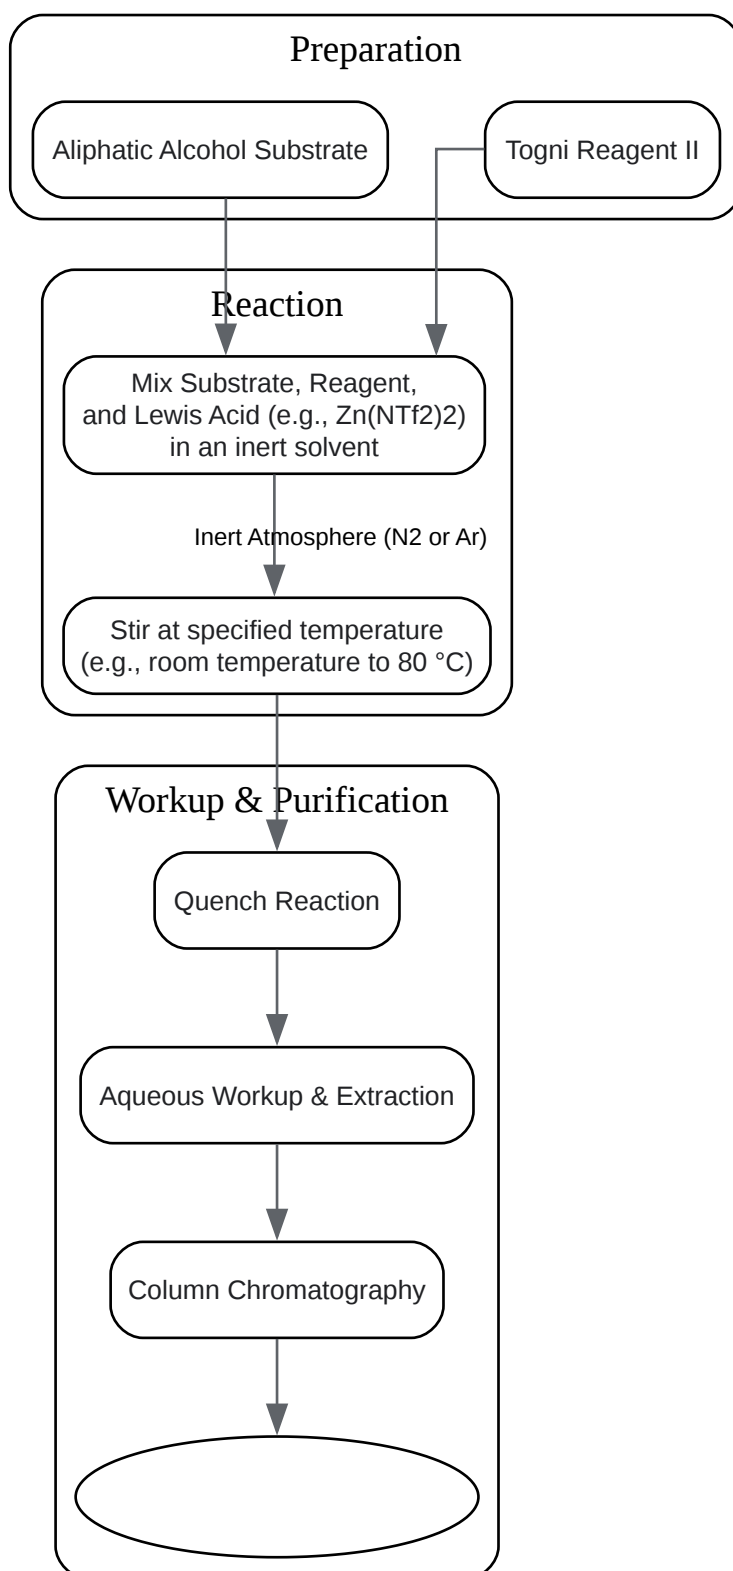 Preparation
Aliphatic Alcohol Substrate
Togni Reagent II
Reaction
Mix Substrate, Reagent,
and Lewis Acid (e.g., Zn(NTf2)2)
in an inert solvent
Inert Atmosphere (N2 or Ar)
Stir at specified temperature
(e.g., room temperature to 80 °C)
Workup & Purification
Quench Reaction
Aqueous Workup & Extraction
Column Chromatography